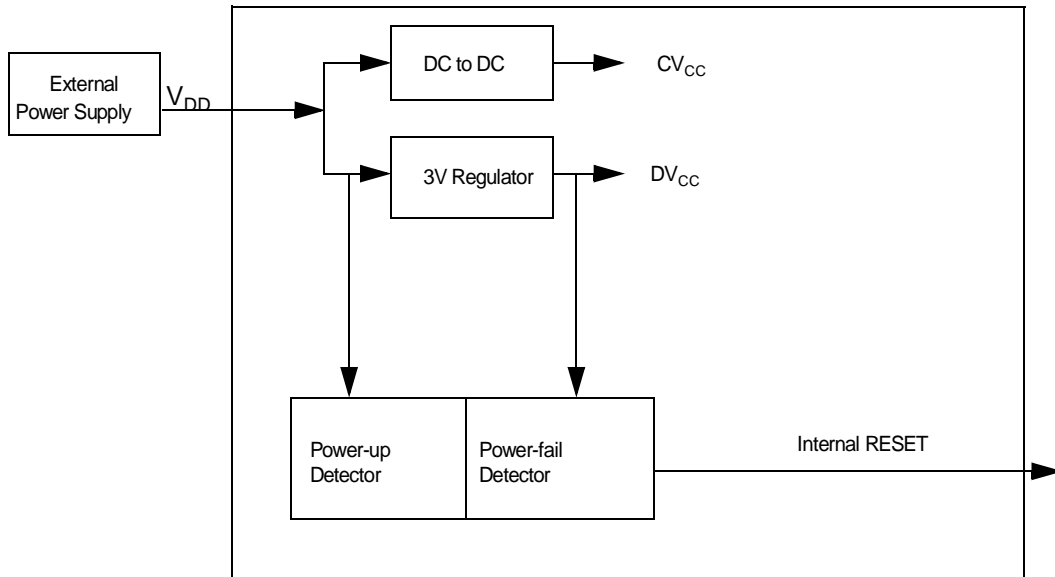 External
Power Supply
VDD
DC to DC
CVCC
3V Regulator
DVCC
Power-up
Detector
Power-fail
Detector
Internal RESET